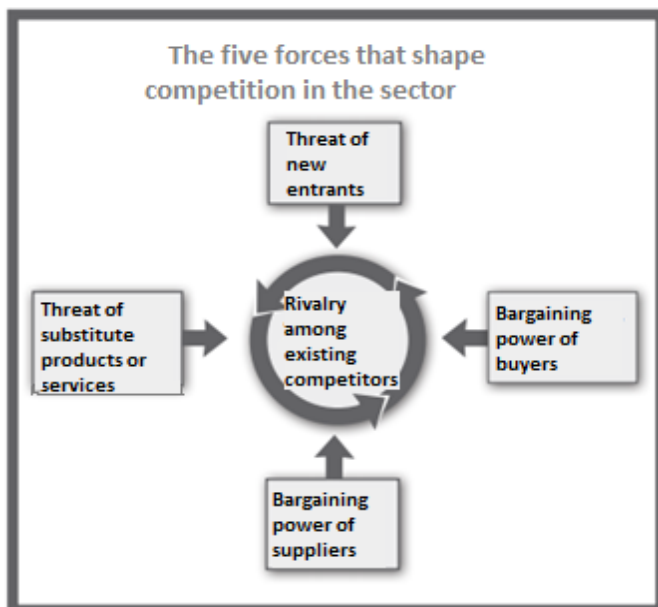 The five forces that shape
competition in the sector
Threat of
new
entrants
Threat of
substitute
products or
services
Rivalry
among
existing
competitors
Bargaining
power of
buyers
Bargaining
power of
suppliers